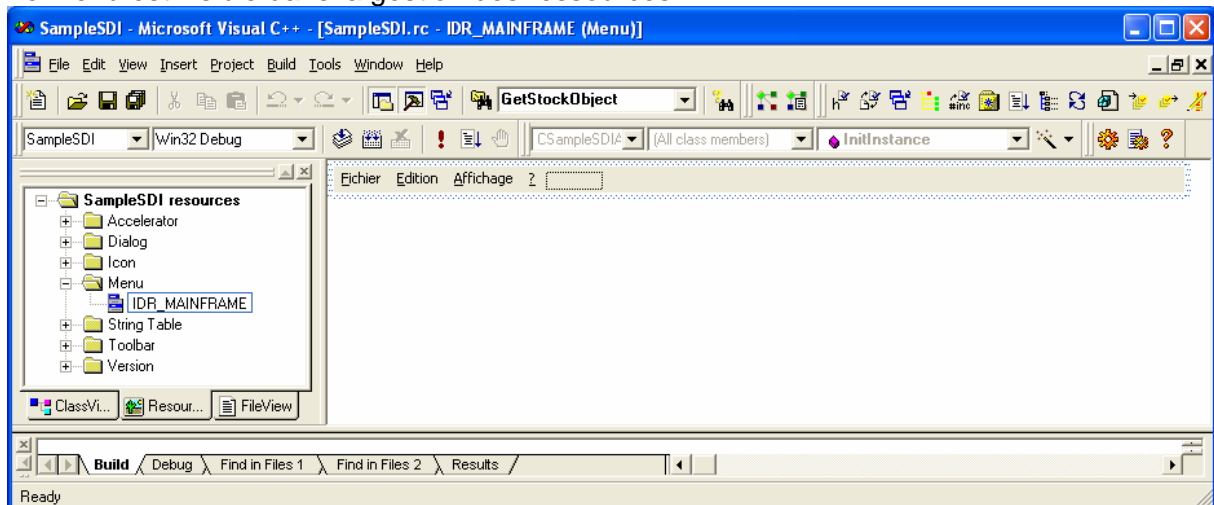 SampleSDI - Microsoft Visual C++ - [SampleSDI.rc - IDR_MAINFRAME (Menu)]
File Edit View Insert Project Build Tools Window Help
GetStockObject
SampleSDI Win32 Debug (All class members) InitInstance
Fichier Edition Affichage ?
SampleSDI resources
Accelerator
Dialog
Icon
Menu
IDR_MAINFRAME
String Table
Toolbar
Version
ClassVi... Resour... FileView
Build Debug Find in Files 1 Find in Files 2 Results
Ready